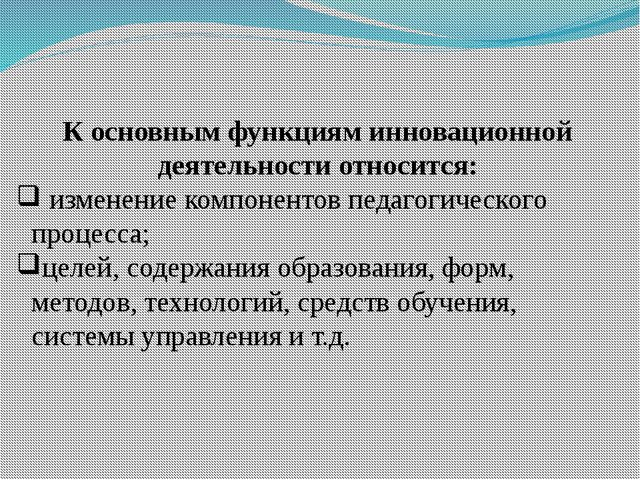 К основным функциям инновационной
деятельности относится:
изменение компонентов педагогического
процесса;
целей, содержания образования, форм,
методов, технологий, средств обучения,
системы управления и т.д.